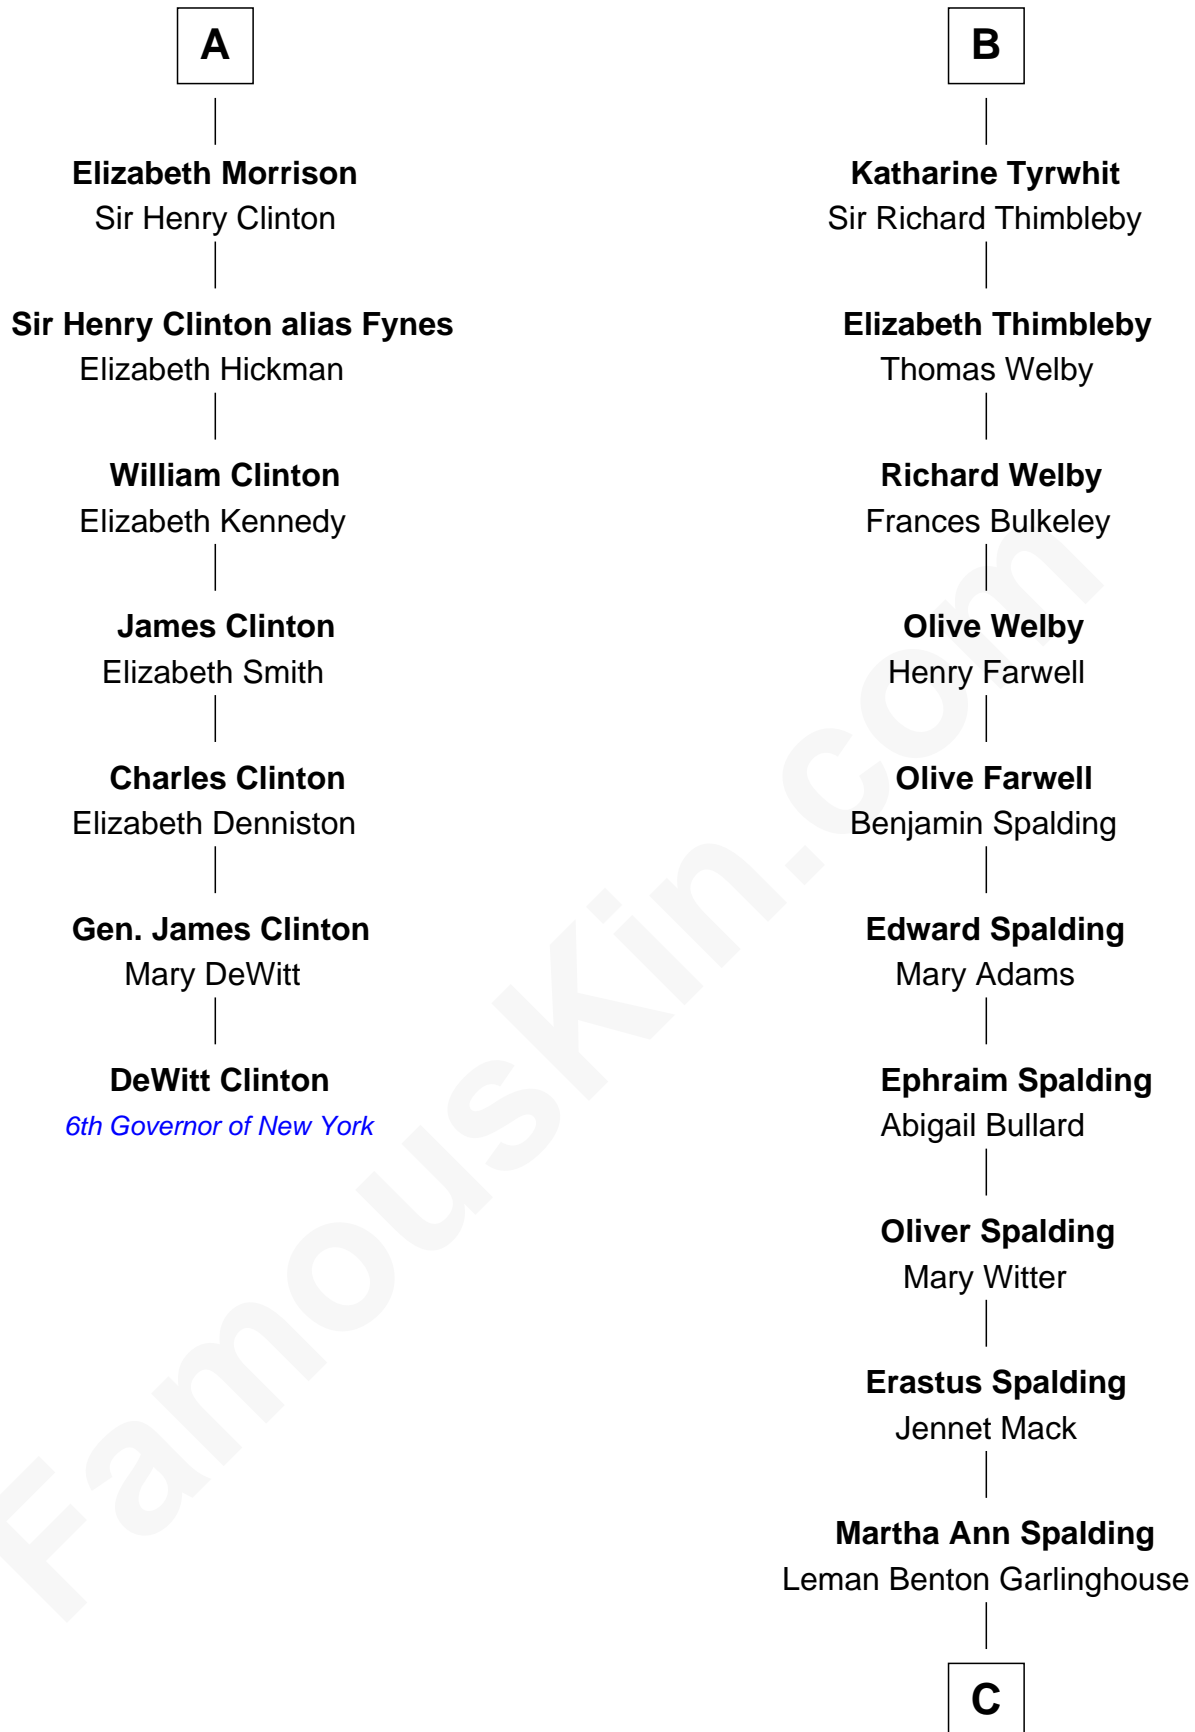 A
Elizabeth Morrison
Sir Henry Clinton
Sir Henry Clinton alias Fynes
Elizabeth Hickman
William Clinton
Elizabeth Kennedy
James Clinton
Elizabeth Smith
Charles Clinton
Elizabeth Denniston
Gen. James Clinton
Mary DeWitt
DeWitt Clinton
6th Governor of New York
B
Katharine Tyrwhit
Sir Richard Thimbleby
Elizabeth Thimbleby
Thomas Welby
Richard Welby
Frances Bulkeley
Olive Welby
Henry Farwell
Olive Farwell
Benjamin Spalding
Edward Spalding
Mary Adams
Ephraim Spalding
Abigail Bullard
Oliver Spalding
Mary Witter
Erastus Spalding
Jennet Mack
Martha Ann Spalding
Leman Benton Garlinghouse
C
FamousKin.com